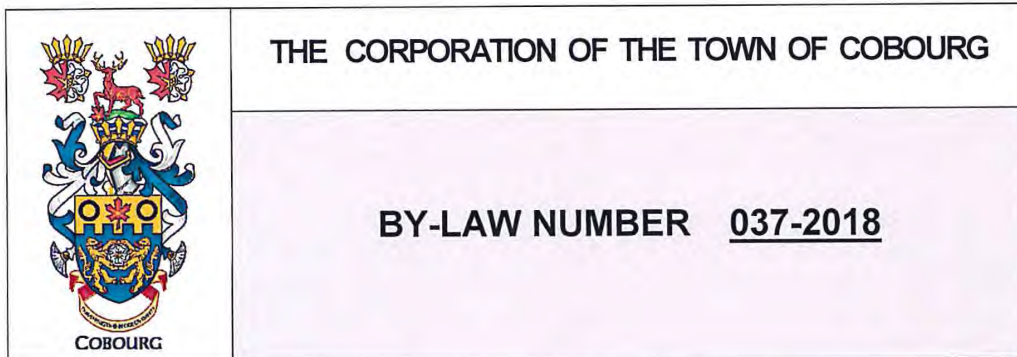 THE CORPORATION OF THE TOWN OF COBOURG
BY-LAW NUMBER 037-2018
COBOURG